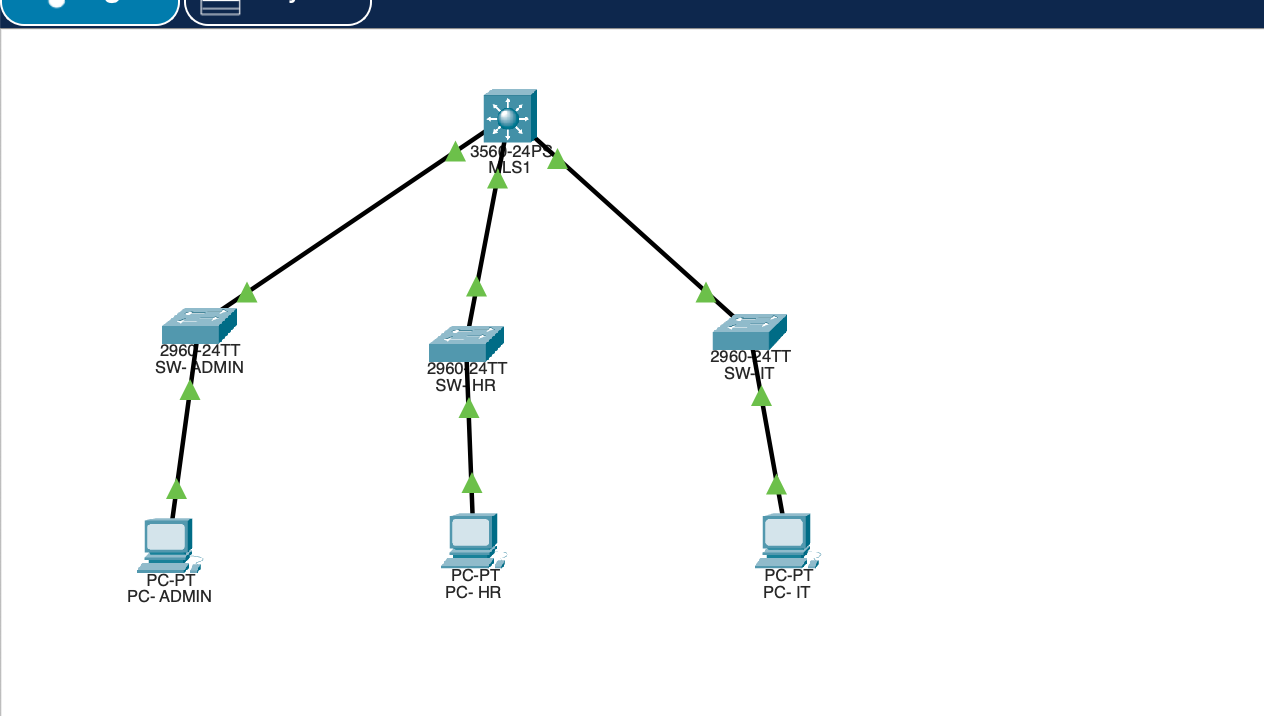 3560-24PS
MLS1
2960-24TT
SW- ADMIN
2960-24TT
SW- HR
2960-24TT
SW- IT
PC-PT
PC- ADMIN
PC-PT
PC- HR
PC-PT
PC- IT